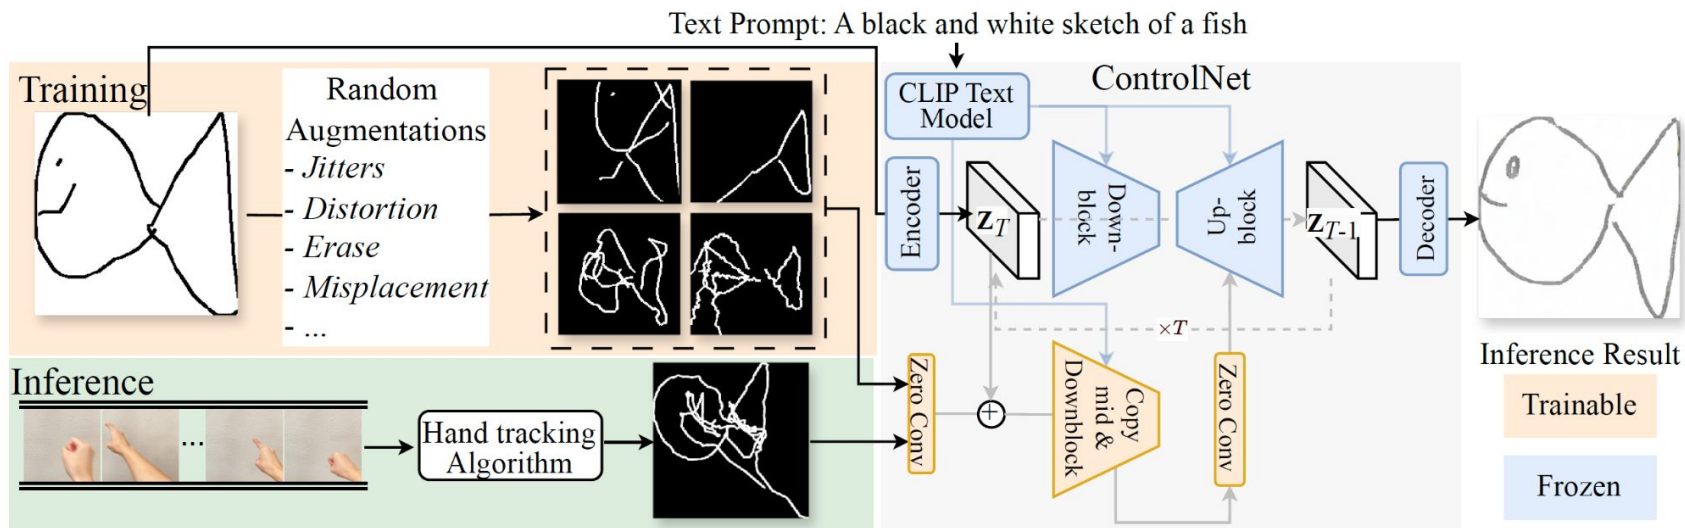 Text Prompt: A black and white sketch of a fish
Training
Random
Augmentations
- Jitters
- Distortion
- Erase
- Misplacement
- ...
ControlNet
CLIP Text
Model
Encoder
Z_T
Down-
block
Up-
block
Z_{T-1}
Decoder
×T
Inference
...
Hand tracking
Algorithm
Zero Conv
+
Copy
mid &
Downblock
Zero Conv
Inference Result
Trainable
Frozen